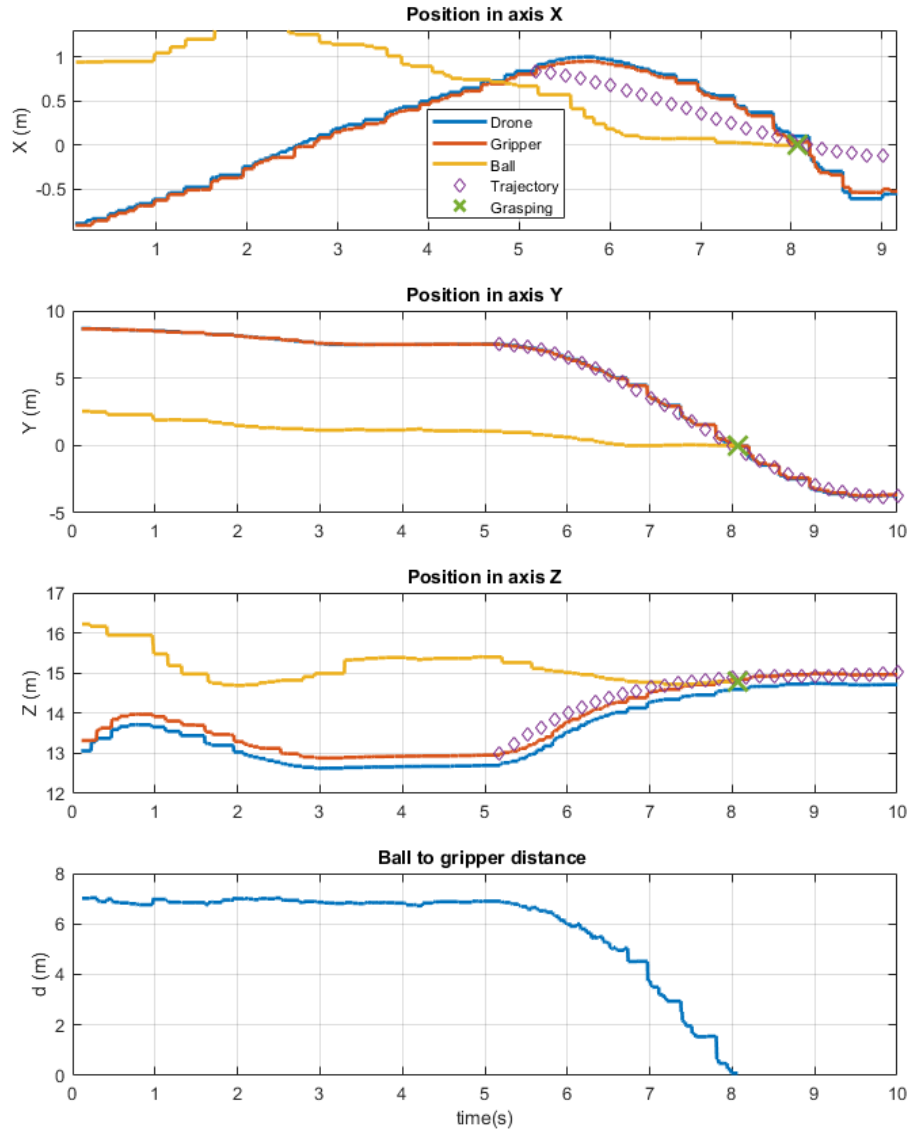 Position in axis X
1
0.5
0
-0.5
X (m)
Drone
Gripper
Ball
Trajectory
Grasping
1 2 3 4 5 6 7 8 9
Position in axis Y
10
5
0
-5
Y (m)
0 1 2 3 4 5 6 7 8 9 10
Position in axis Z
17
16
15
14
13
12
Z (m)
0 1 2 3 4 5 6 7 8 9 10
Ball to gripper distance
8
6
4
2
0
d (m)
0 1 2 3 4 5 6 7 8 9 10
time(s)